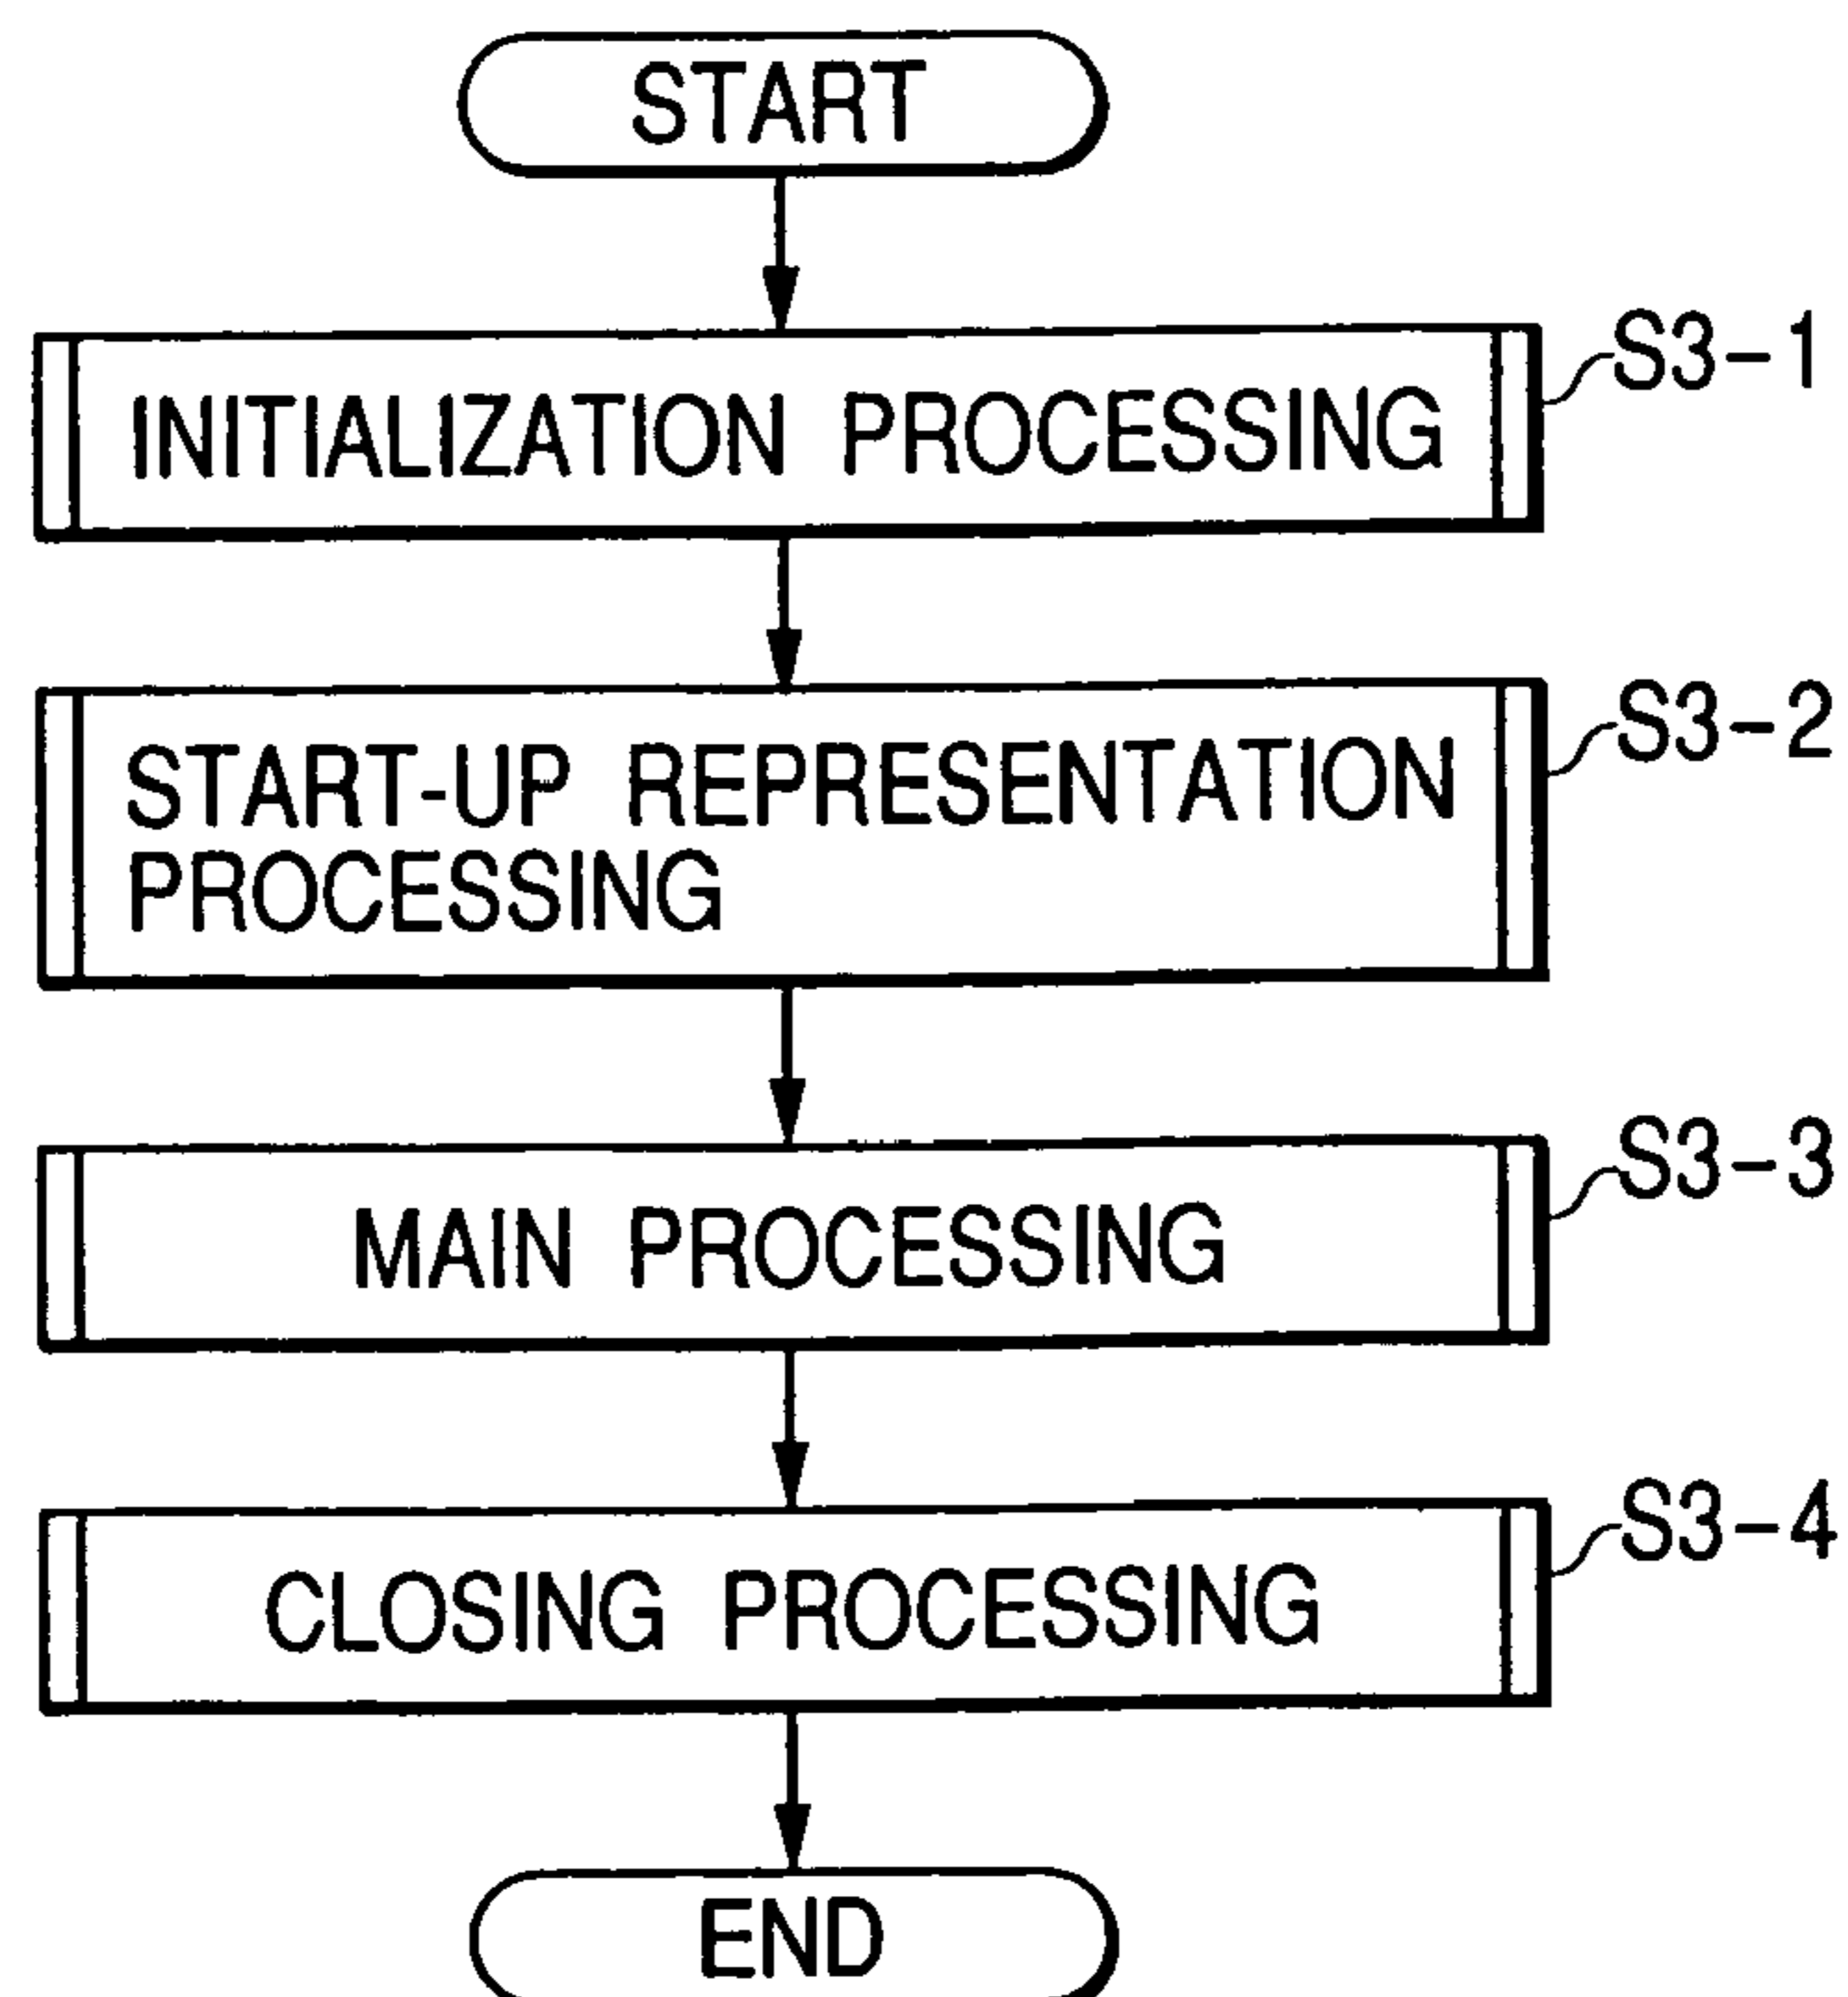 START
INITIALIZATION PROCESSING
S3-1
START-UP REPRESENTATION
PROCESSING
S3-2
MAIN PROCESSING
S3-3
CLOSING PROCESSING
S3-4
END